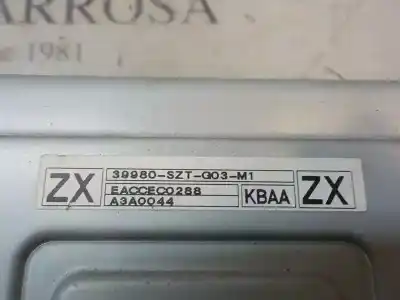 ARROSA
1981
ZX
39980-SZT-G03-M1
EACCEC0288
A3A0044
KBAA
ZX